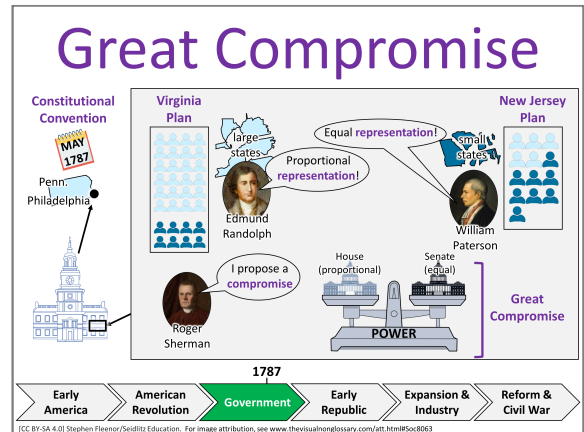 Great Compromise
Constitutional
Convention
MAY
1787
Penn.
Philadelphia
Virginia
Plan
large
states
Proportional
representation!
Edmund
Randolph
Equal representation!
small
states
William
Paterson
New Jersey
Plan
I propose a
compromise
Roger
Sherman
House
(proportional)
Senate
(equal)
POWER
Great
Compromise
1787
Early
America
American
Revolution
Government
Early
Republic
Expansion &
Industry
Reform &
Civil War
[CC BY-SA 4.0] Stephen Fleenor/Seidlitz Education. For image attribution, see www.thevisualnonglossary.com/att.html#Soc8063